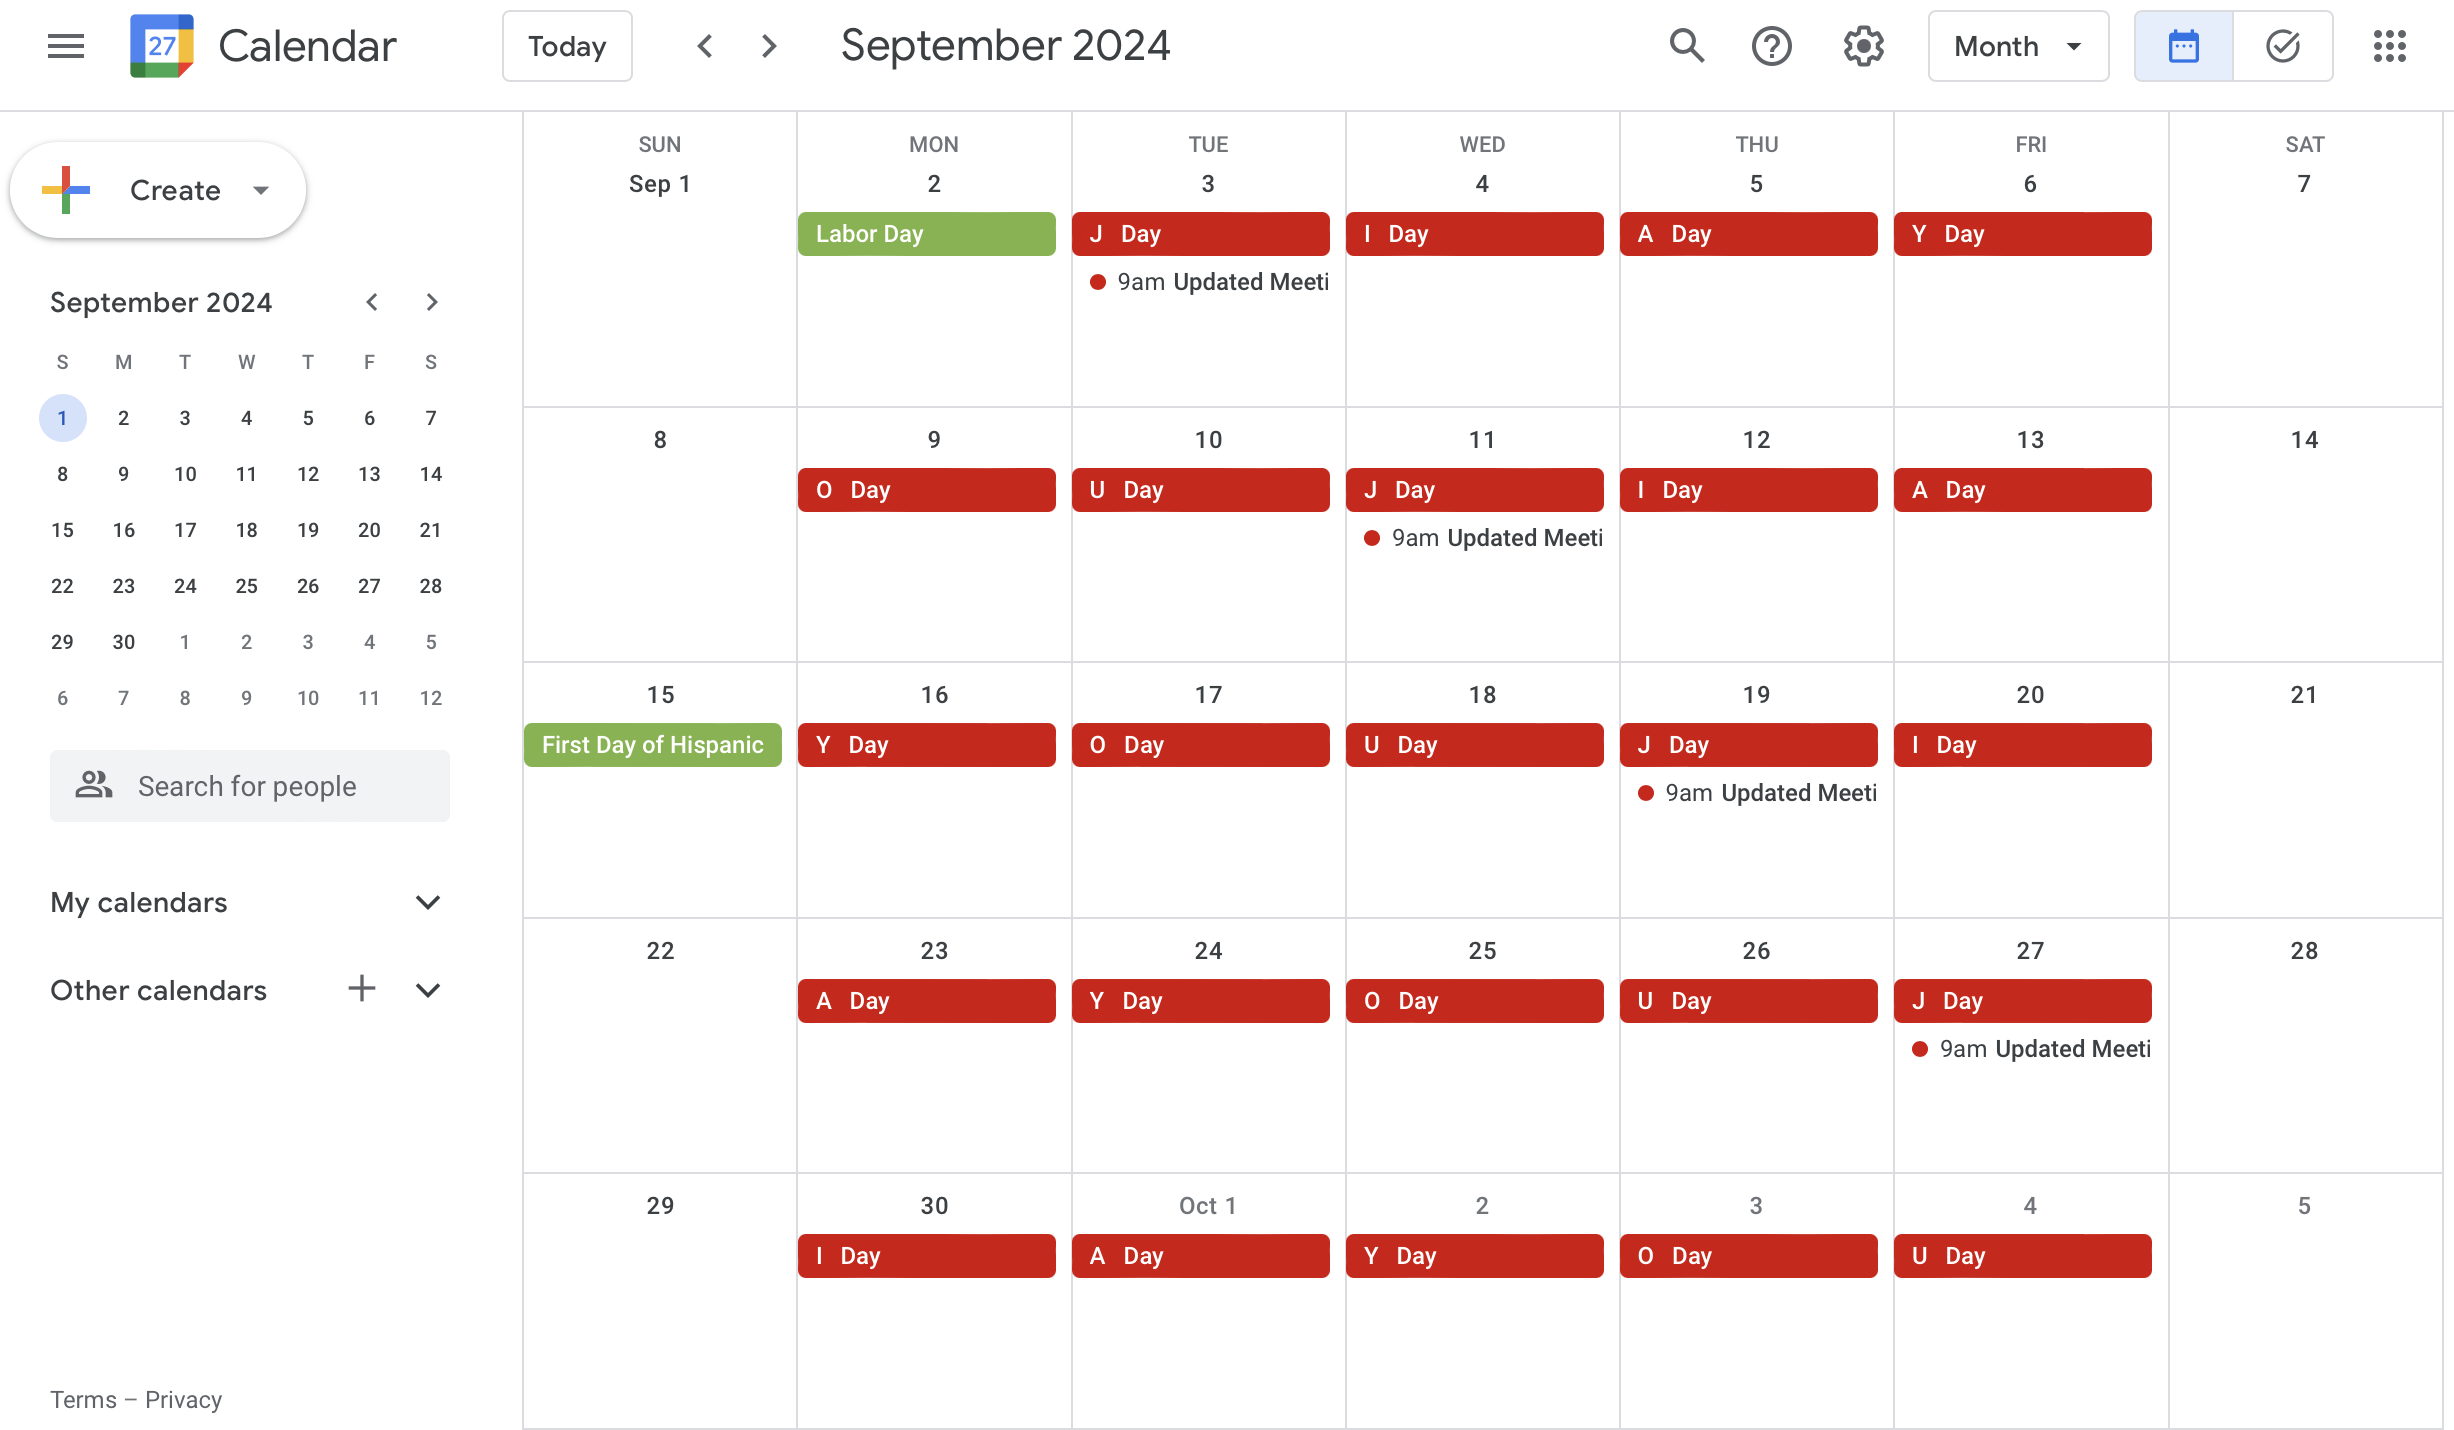 27 Calendar Today September 2024 Month
Create
September 2024
S M T W T F S
1 2 3 4 5 6 7
8 9 10 11 12 13 14
15 16 17 18 19 20 21
22 23 24 25 26 27 28
29 30 1 2 3 4 5
6 7 8 9 10 11 12
Search for people
My calendars
Other calendars
Terms – Privacy
SUN MON TUE WED THU FRI SAT
Sep 1 2 3 4 5 6 7
Labor Day J Day I Day A Day Y Day
9am Updated Meeti
8 9 10 11 12 13 14
O Day U Day J Day I Day A Day
9am Updated Meeti
15 16 17 18 19 20 21
First Day of Hispanic Y Day O Day U Day J Day I Day
9am Updated Meeti
22 23 24 25 26 27 28
A Day Y Day O Day U Day J Day
9am Updated Meeti
29 30 Oct 1 2 3 4 5
I Day A Day Y Day O Day U Day